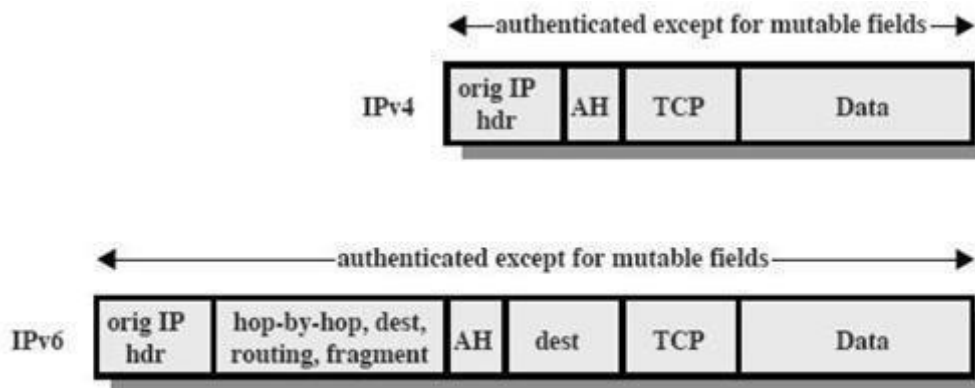 authenticated except for mutable fields
IPv4
orig IP
hdr
AH
TCP
Data
authenticated except for mutable fields
IPv6
orig IP
hdr
hop-by-hop, dest,
routing, fragment
AH
dest
TCP
Data